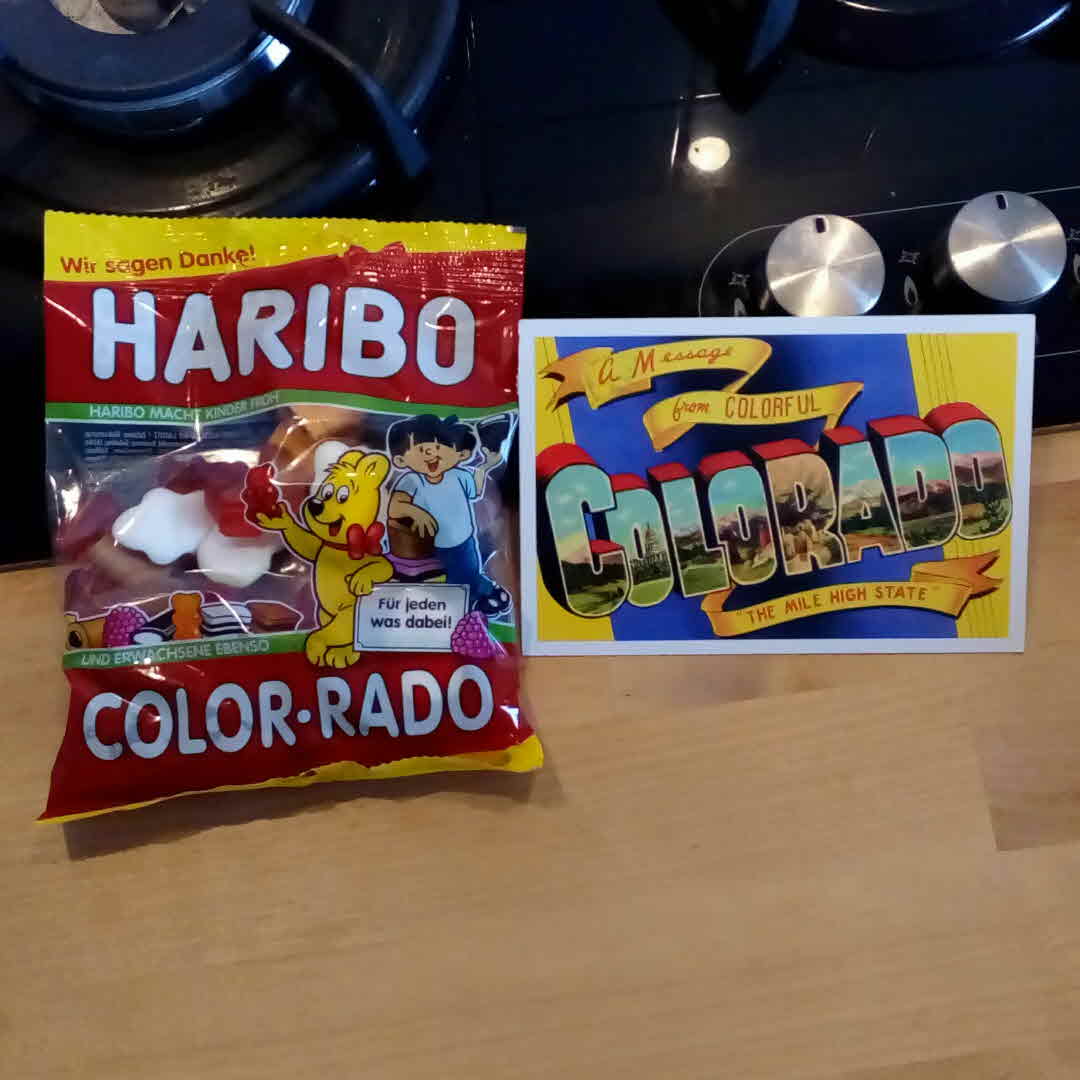 Wir sagen Danke!
HARIBO
HARIBO MACHT KINDER FROH
Für jeden
was dabei!
UND ERWACHSENE EBENSO
COLOR·RADO
A Message
from COLORFUL
COLORADO
"THE MILE HIGH STATE"